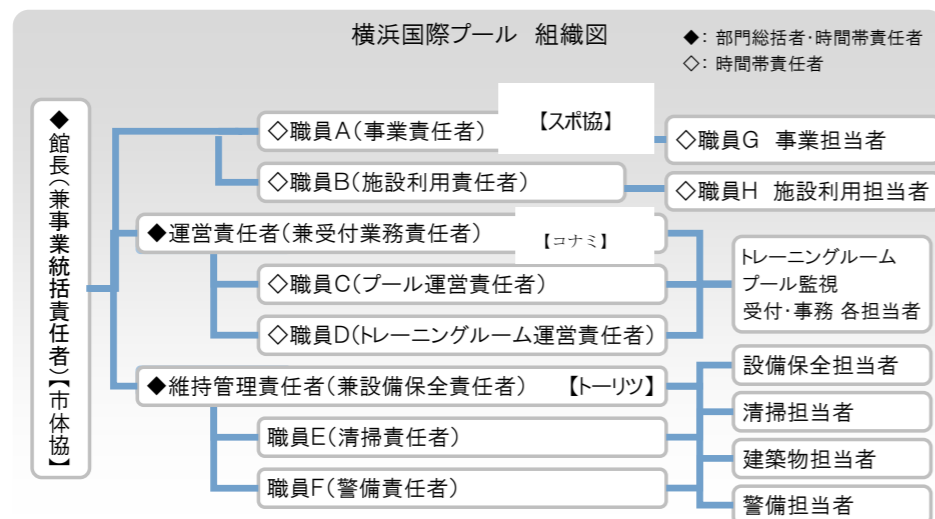 横浜国際プール 組織図
◆：部門総括者・時間帯責任者
◇：時間帯責任者
◆館長（兼事業統括責任者）【市体協】
◇職員A（事業責任者）
【スポ協】
◇職員G 事業担当者
◇職員B（施設利用責任者）
◇職員H 施設利用担当者
◆運営責任者（兼受付業務責任者）
【コナミ】
◇職員C（プール運営責任者）
◇職員D（トレーニングルーム運営責任者）
トレーニングルーム
プール監視
受付・事務 各担当者
◆維持管理責任者（兼設備保全責任者） 【トーリツ】
職員E（清掃責任者）
職員F（警備責任者）
設備保全担当者
清掃担当者
建築物担当者
警備担当者